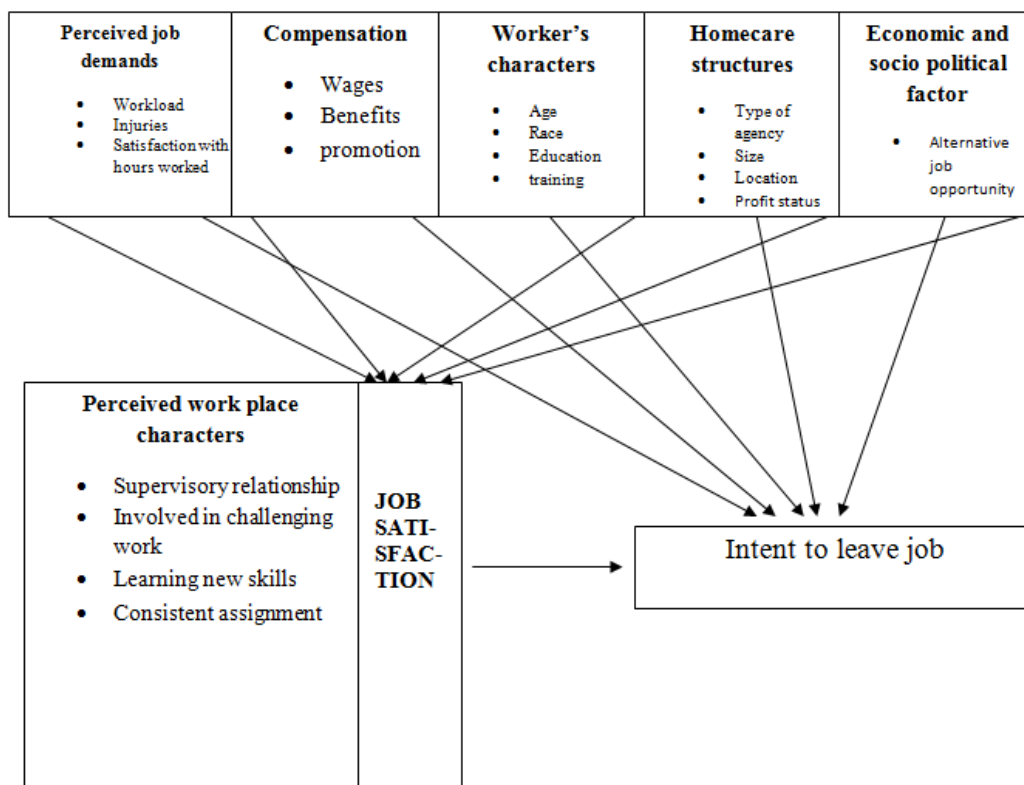 Perceived job
demands
• Workload
• Injuries
• Satisfaction with
hours worked
Compensation
• Wages
• Benefits
• promotion
Worker's
characters
• Age
• Race
• Education
• training
Homecare
structures
• Type of
agency
• Size
• Location
• Profit status
Economic and
socio political
factor
• Alternative
job
opportunity
Perceived work place
characters
• Supervisory relationship
• Involved in challenging
work
• Learning new skills
• Consistent assignment
JOB
SATI-
SFAC-
TION
Intent to leave job